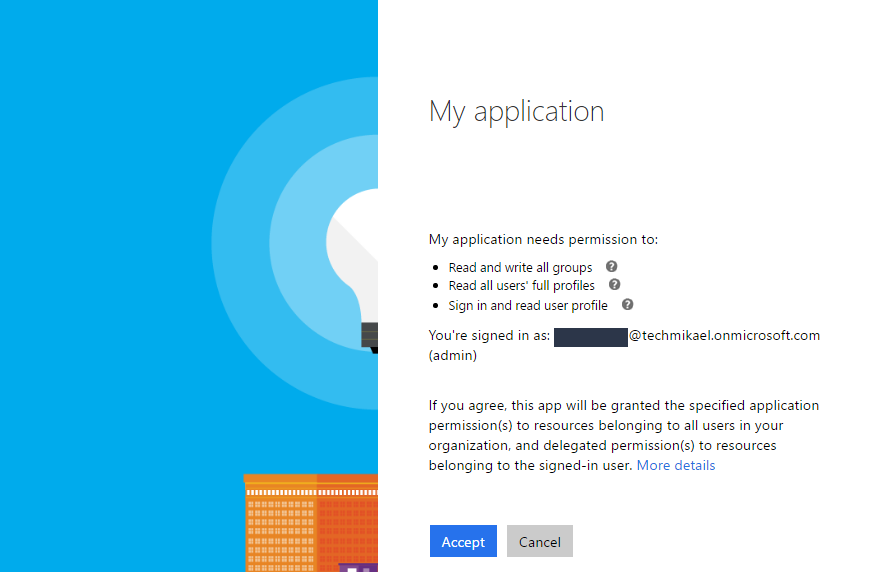 My application
My application needs permission to:
Read and write all groups
Read all users' full profiles
Sign in and read user profile
You're signed in as: @techmikael.onmicrosoft.com
(admin)
If you agree, this app will be granted the specified application
permission(s) to resources belonging to all users in your
organization, and delegated permission(s) to resources
belonging to the signed-in user. More details
Accept Cancel